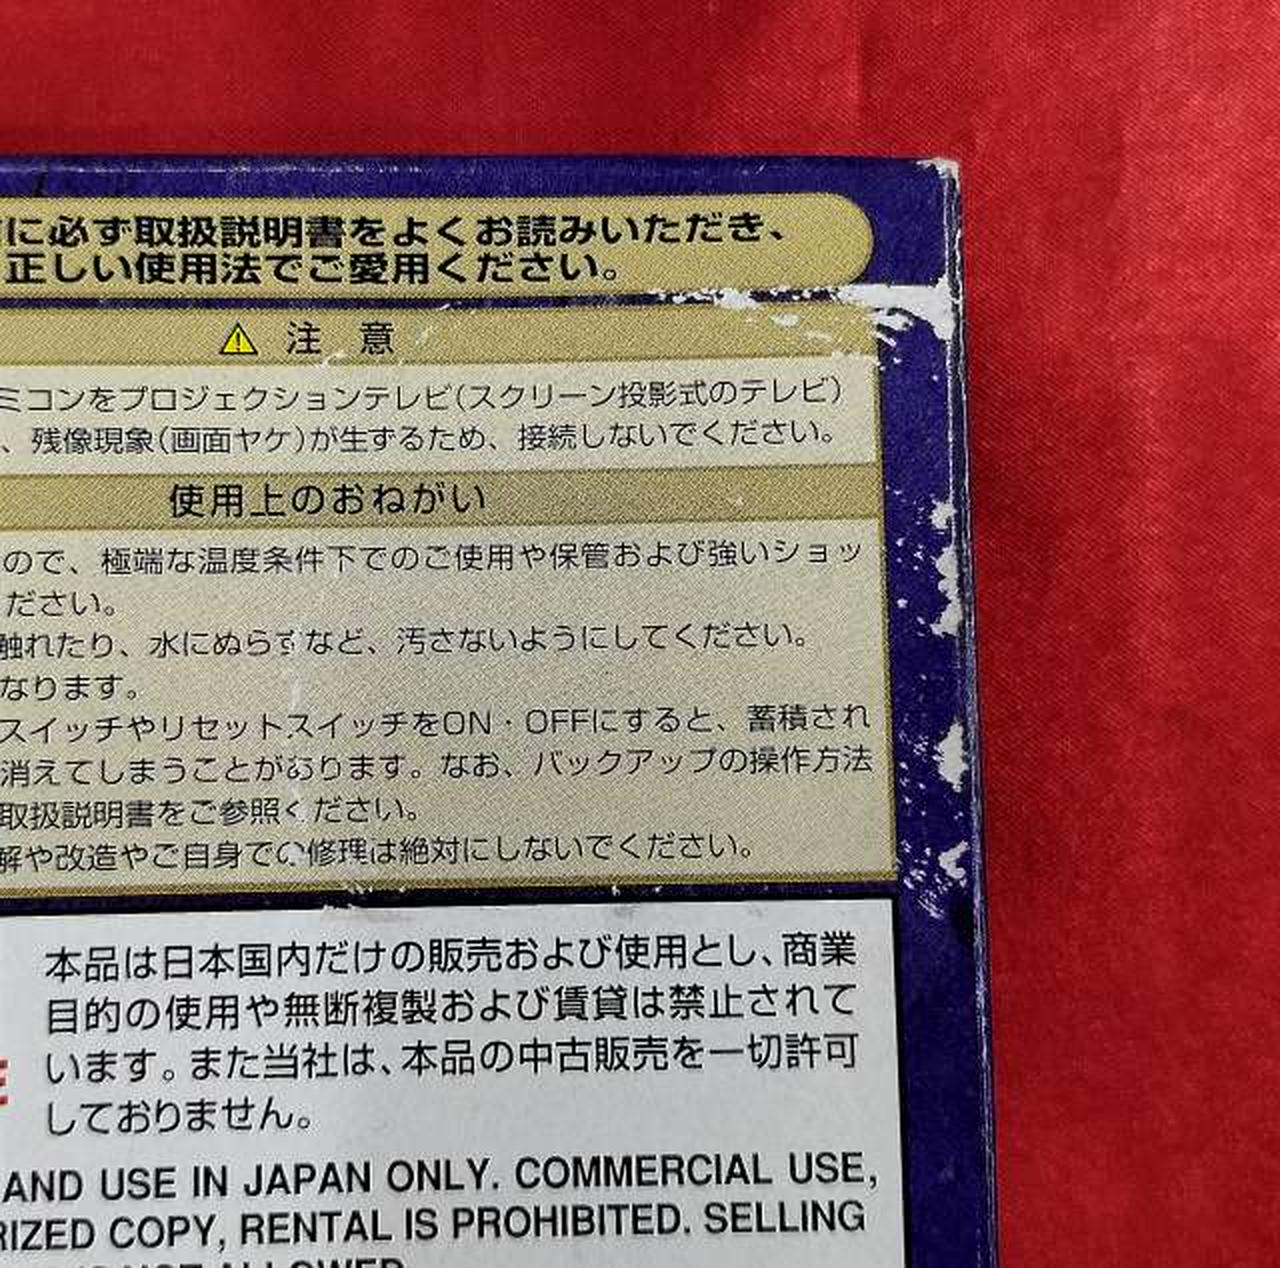 に必ず取扱説明書をよくお読みいただき、
正しい使用法でご愛用ください。
注 意
ミコンをプロジェクションテレビ(スクリーン投影式のテレビ)
、残像現象(画面ヤケ)が生ずるため、接続しないでください。
使用上のおねがい
ので、極端な温度条件下でのご使用や保管および強いショッ
ださい。
触れたり、水にぬらすなど、汚さないようにしてください。
なります。
スイッチやリセットスイッチをON・OFFにすると、蓄積され
消えてしまうことがあります。なお、バックアップの操作方法
取扱説明書をご参照ください。
解や改造やご自身での修理は絶対にしないでください。
本品は日本国内だけの販売および使用とし、商業
目的の使用や無断複製および賃貸は禁止されて
います。また当社は、本品の中古販売を一切許可
しておりません。
AND USE IN JAPAN ONLY. COMMERCIAL USE,
RIZED COPY, RENTAL IS PROHIBITED. SELLING